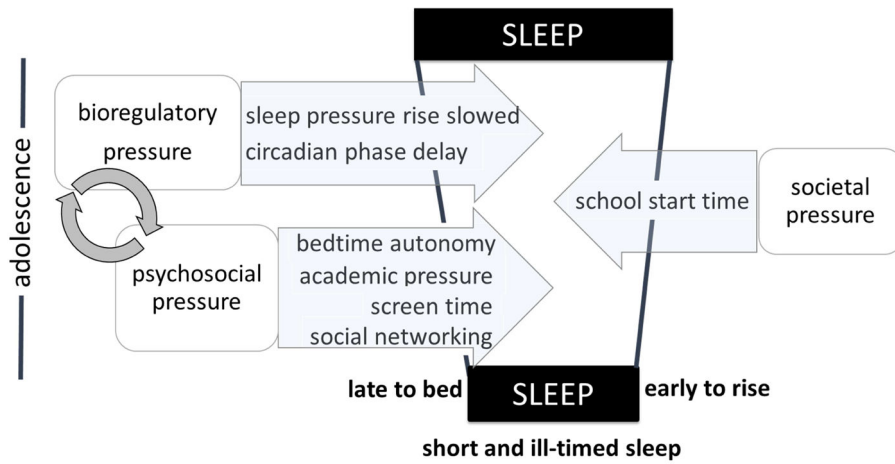 SLEEP
adolescence
bioregulatory
pressure
sleep pressure rise slowed
circadian phase delay
school start time
societal
pressure
psychosocial
pressure
bedtime autonomy
academic pressure
screen time
social networking
late to bed
SLEEP
early to rise
short and ill-timed sleep